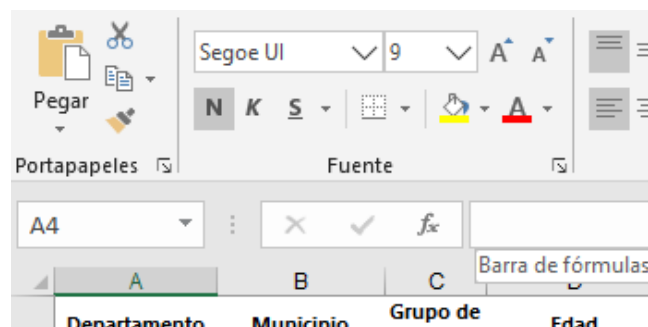 Segoe UI 9 A A
Pegar
N K S A
Portapapeles Fuente
A4 fx
Barra de fórmulas
A B C
Departamento Municipio Grupo de Edad